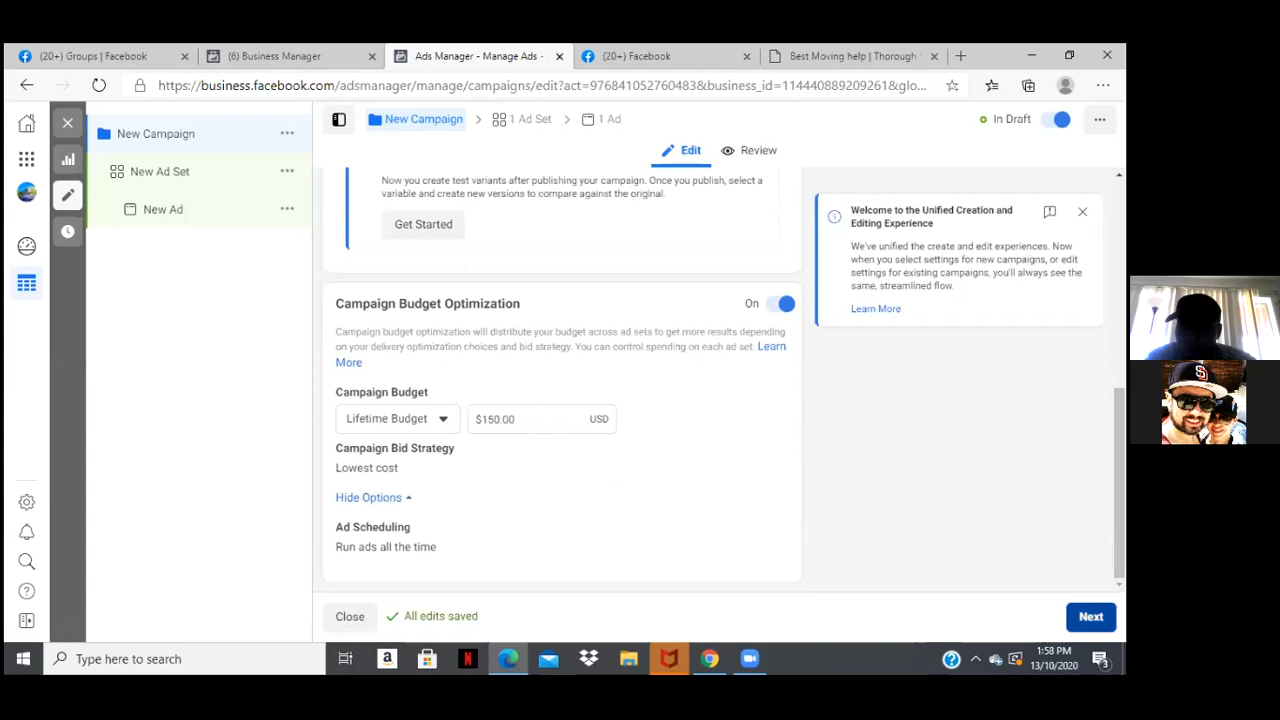 (20+) Groups | Facebook
(6) Business Manager
Ads Manager - Manage Ads -
(20+) Facebook
Best Moving help | Thorough
https://business.facebook.com/adsmanager/manage/campaigns/edit?act=976841052760483&business_id=114440889209261&glo...
New Campaign
New Ad Set
New Ad
New Campaign
1 Ad Set
1 Ad
In Draft
Edit
Review
Now you create test variants after publishing your campaign. Once you publish, select a
variable and create new versions to compare against the original.
Get Started
Campaign Budget Optimization
On
Campaign budget optimization will distribute your budget across ad sets to get more results depending
on your delivery optimization choices and bid strategy. You can control spending on each ad set. Learn
More
Campaign Budget
Lifetime Budget
$150.00
USD
Campaign Bid Strategy
Lowest cost
Hide Options
Ad Scheduling
Run ads all the time
Close
All edits saved
Next
Welcome to the Unified Creation and
Editing Experience
We've unified the create and edit experiences. Now
when you select settings for new campaigns, or edit
settings for existing campaigns, you'll always see the
same, streamlined flow.
Learn More
Type here to search
1:58 PM
13/10/2020
3